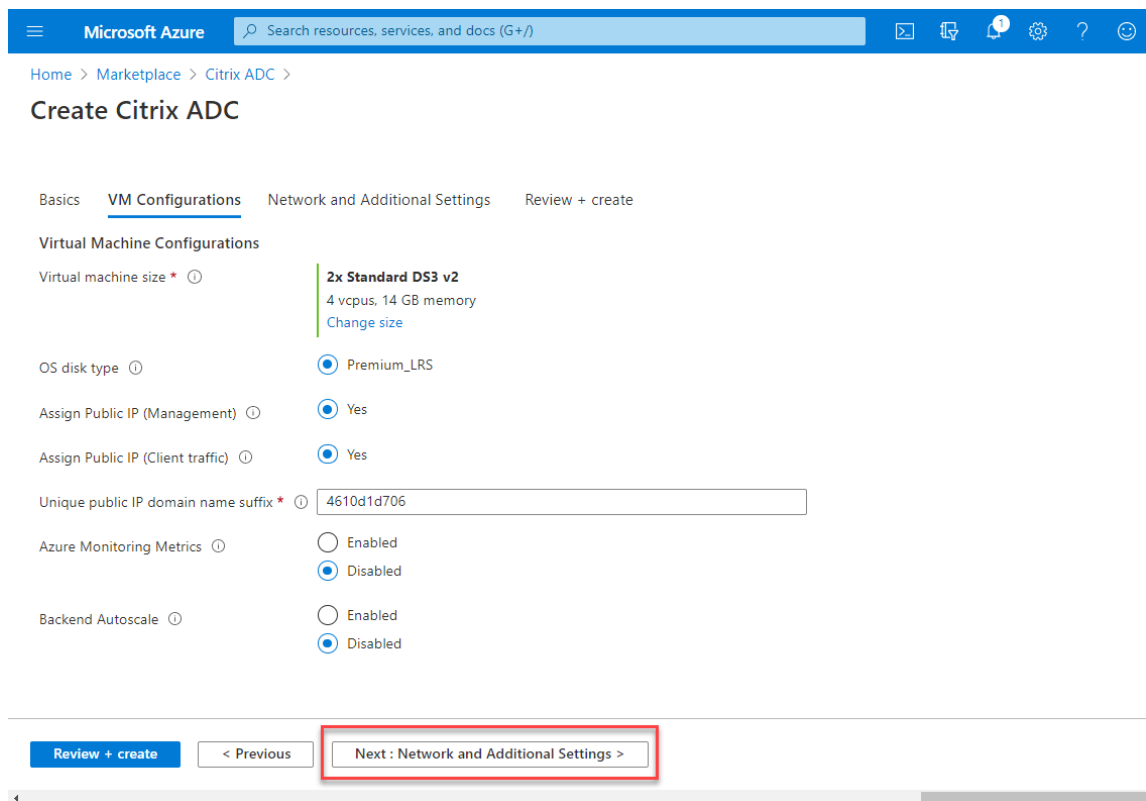 Microsoft Azure
Search resources, services, and docs (G+/)
1
Home > Marketplace > Citrix ADC >
Create Citrix ADC
Basics VM Configurations Network and Additional Settings Review + create
Virtual Machine Configurations
Virtual machine size *
2x Standard DS3 v2
4 vcpus, 14 GB memory
Change size
OS disk type
Premium_LRS
Assign Public IP (Management)
Yes
Assign Public IP (Client traffic)
Yes
Unique public IP domain name suffix *
4610d1d706
Azure Monitoring Metrics
Enabled
Disabled
Backend Autoscale
Enabled
Disabled
Review + create
< Previous
Next : Network and Additional Settings >